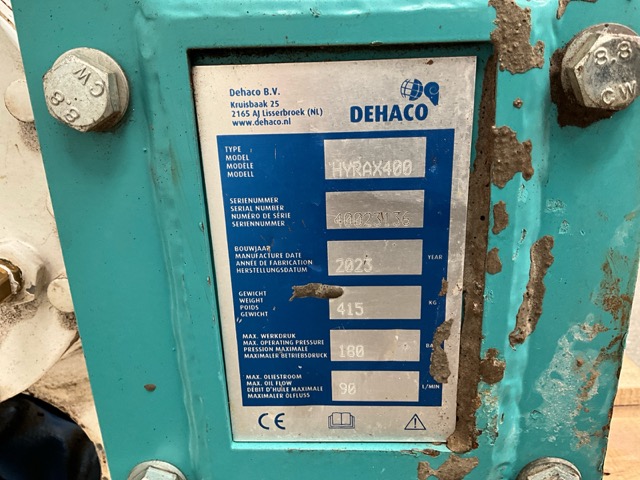 Dehaco B.V.
Kruisbaak 25
2165 AJ Lisserbroek (NL)
www.dehaco.nl
DEHACO
TYPE
MODEL
MODÈLE
MODELL
HYRAX400
SERIENUMMER
SERIAL NUMBER
NUMÉRO DE SÉRIE
SERIENNUMMER
BOUWJAAR
MANUFACTURE DATE
ANNÉE DE FABRICATION
HERSTELLUNGSDATUM
2023
YEAR
GEWICHT
WEIGHT
POIDS
GEWICHT
415
KG
MAX. WERKDRUK
MAX. OPERATING PRESSURE
PRESSION MAXIMALE
MAXIMALER BETRIEBSDRUCK
180
MAX. OLIESTROOM
MAX. OIL FLOW
DÉBIT D'HUILE MAXIMALE
MAXIMALER ÖLFLUSS
90
L/MIN
CE
8.8
CW
8.8
CW